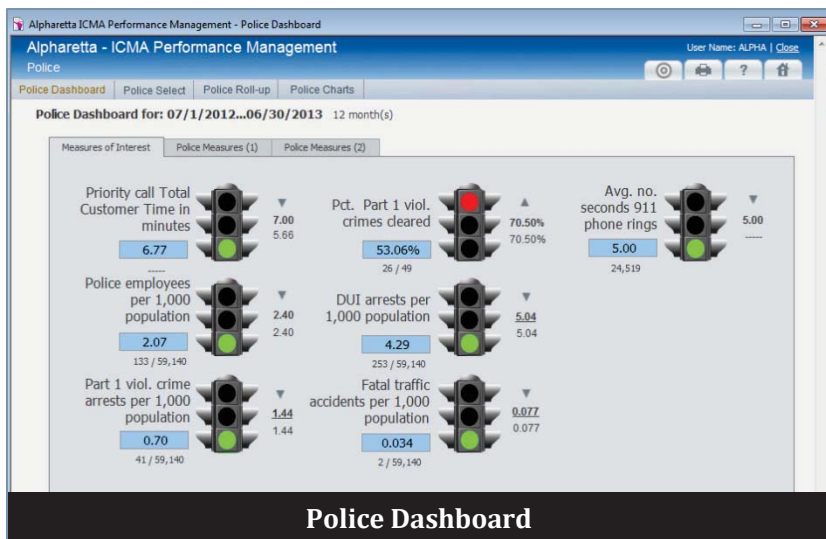 Alpharetta ICMA Performance Management - Police Dashboard
Alpharetta - ICMA Performance Management
User Name: ALPHA | Close
Police
?
Police Dashboard Police Select Police Roll-up Police Charts
Police Dashboard for: 07/1/2012...06/30/2013 12 month(s)
Measures of Interest Police Measures (1) Police Measures (2)
Priority call Total
Customer Time in
minutes
6.77
-----
7.00
5.66
Pct. Part 1 viol.
crimes cleared
53.06%
26 / 49
70.50%
70.50%
Avg. no.
seconds 911
phone rings
5.00
24,519
5.00
-----
Police employees
per 1,000
population
2.07
133 / 59,140
2.40
2.40
DUI arrests per
1,000 population
4.29
253 / 59,140
5.04
5.04
Part 1 viol. crime
arrests per 1,000
population
0.70
41 / 59,140
1.44
1.44
Fatal traffic
accidents per 1,000
population
0.034
2 / 59,140
0.077
0.077
Police Dashboard